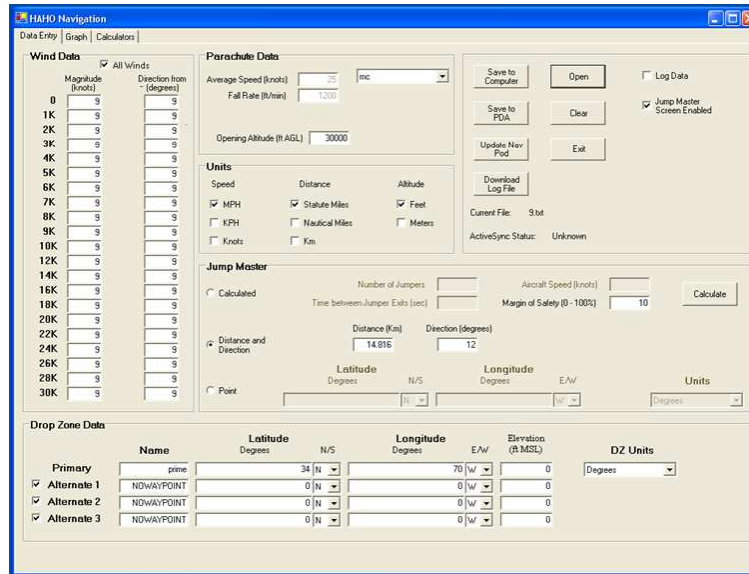 HAHO Navigation
Data Entry Graph Calculators
Wind Data
All Winds
Magnitude (knots) Direction from - (degrees)
0 9 9
1K 9 9
2K 9 9
3K 9 9
4K 9 9
5K 9 9
6K 9 9
7K 9 9
8K 9 9
9K 9 9
10K 9 9
12K 9 9
14K 9 9
16K 9 9
18K 9 9
20K 9 9
22K 9 9
24K 9 9
26K 9 9
28K 9 9
30K 9 9
Parachute Data
Average Speed (knots) 25 mc
Fall Rate (ft/min) 1200
Opening Altitude (ft AGL) 30000
Units
Speed Distance Altitude
MPH Statute Miles Feet
KPH Nautical Miles Meters
Knots Km
Save to Computer Open Log Data
Save to PDA Clear Jump Master Screen Enabled
Update Nav Pod Exit
Download Log File
Current File: 9.txt
ActiveSync Status: Unknown
Jump Master
Calculated
Number of Jumpers Aircraft Speed (knots)
Time between Jumper Exits (sec) Margin of Safety (0 - 100%) 10 Calculate
Distance (Km) Direction (degrees)
Distance and Direction 14.816 12
Latitude Longitude
Degrees N/S Degrees E/W Units
Point N W Degrees
Drop Zone Data
Latitude Longitude Elevation
Name Degrees N/S Degrees E/W (ft MSL) DZ Units
Primary prime 34 N 70 W 0 Degrees
Alternate 1 NOWAYPOINT 0 N 0 W 0
Alternate 2 NOWAYPOINT 0 N 0 W 0
Alternate 3 NOWAYPOINT 0 N 0 W 0